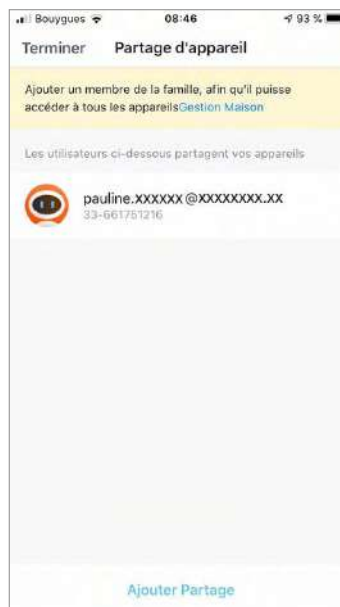 Bouygues 08:46 93 %
Terminer Partage d'appareil
Ajouter un membre de la famille, afin qu'il puisse
accéder à tous les appareilsGestion Maison
Les utilisateurs ci-dessous partagent vos appareils
pauline.XXXXXX@XXXXXXXX.XX
33-661751216
Ajouter Partage